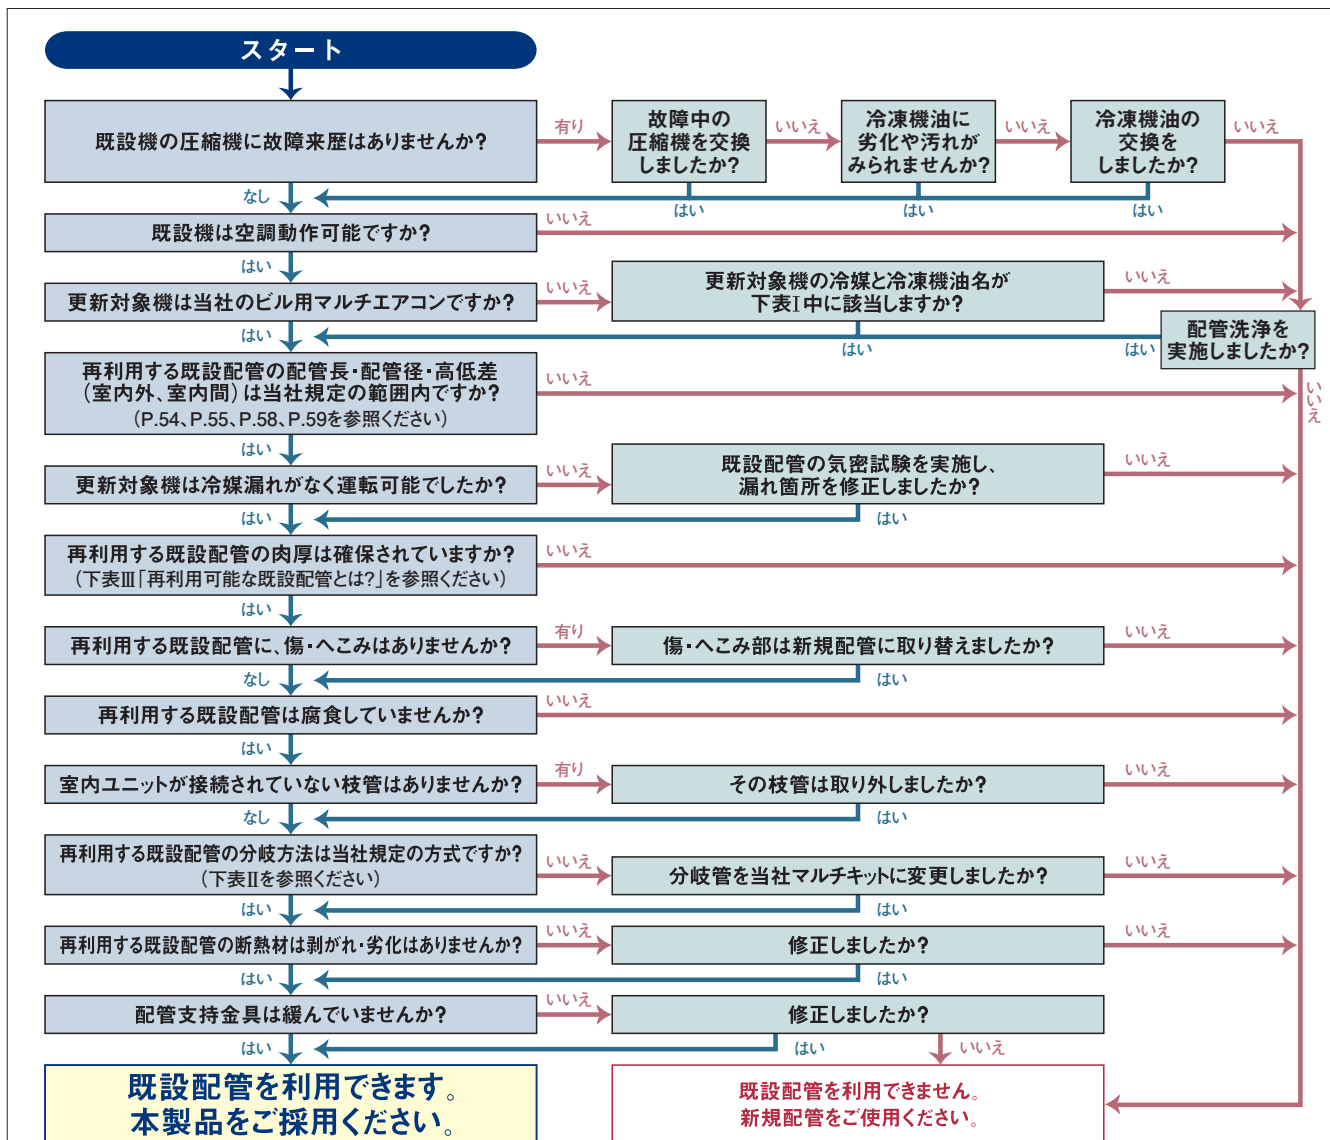 スタート
既設機の圧縮機に故障来歴はありませんか?
有り
故障中の
圧縮機を交換
しましたか?
いいえ
冷凍機油に
劣化や汚れが
みられませんか?
いいえ
冷凍機油の
交換を
しましたか?
いいえ
なし
はい
はい
はい
既設機は空調動作可能ですか?
いいえ
はい
更新対象機は当社のビル用マルチエアコンですか?
いいえ
更新対象機の冷媒と冷凍機油名が
下表Ⅰ中に該当しますか?
いいえ
配管洗浄を
実施しましたか?
はい
はい
はい
いいえ
再利用する既設配管の配管長・配管径・高低差
(室内外、室内間)は当社規定の範囲内ですか?
(P.54、P.55、P.58、P.59を参照ください)
いいえ
はい
更新対象機は冷媒漏れがなく運転可能でしたか?
いいえ
既設配管の気密試験を実施し、
漏れ箇所を修正しましたか?
いいえ
はい
はい
再利用する既設配管の肉厚は確保されていますか?
(下表Ⅲ「再利用可能な既設配管とは?」を参照ください)
いいえ
はい
再利用する既設配管に、傷・へこみはありませんか?
有り
傷・へこみ部は新規配管に取り替えましたか?
いいえ
なし
はい
再利用する既設配管は腐食していませんか?
いいえ
はい
室内ユニットが接続されていない枝管はありませんか?
有り
その枝管は取り外しましたか?
いいえ
なし
はい
再利用する既設配管の分岐方法は当社規定の方式ですか?
(下表Ⅱを参照ください)
いいえ
分岐管を当社マルチキットに変更しましたか?
いいえ
はい
はい
再利用する既設配管の断熱材は剥がれ・劣化はありませんか?
いいえ
修正しましたか?
いいえ
はい
はい
配管支持金具は緩んでいませんか?
いいえ
修正しましたか?
はい
はい
いいえ
既設配管を利用できます。
本製品をご採用ください。
既設配管を利用できません。
新規配管をご使用ください。